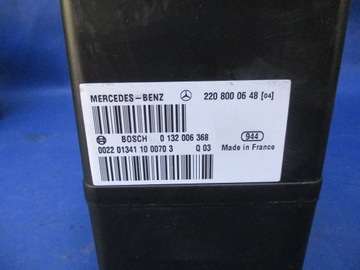 MERCEDES-BENZ 220 800 06 48 [04]
BOSCH 0 132 006 368
944
0022 01341 10 0070 3 Q 03
Made in France